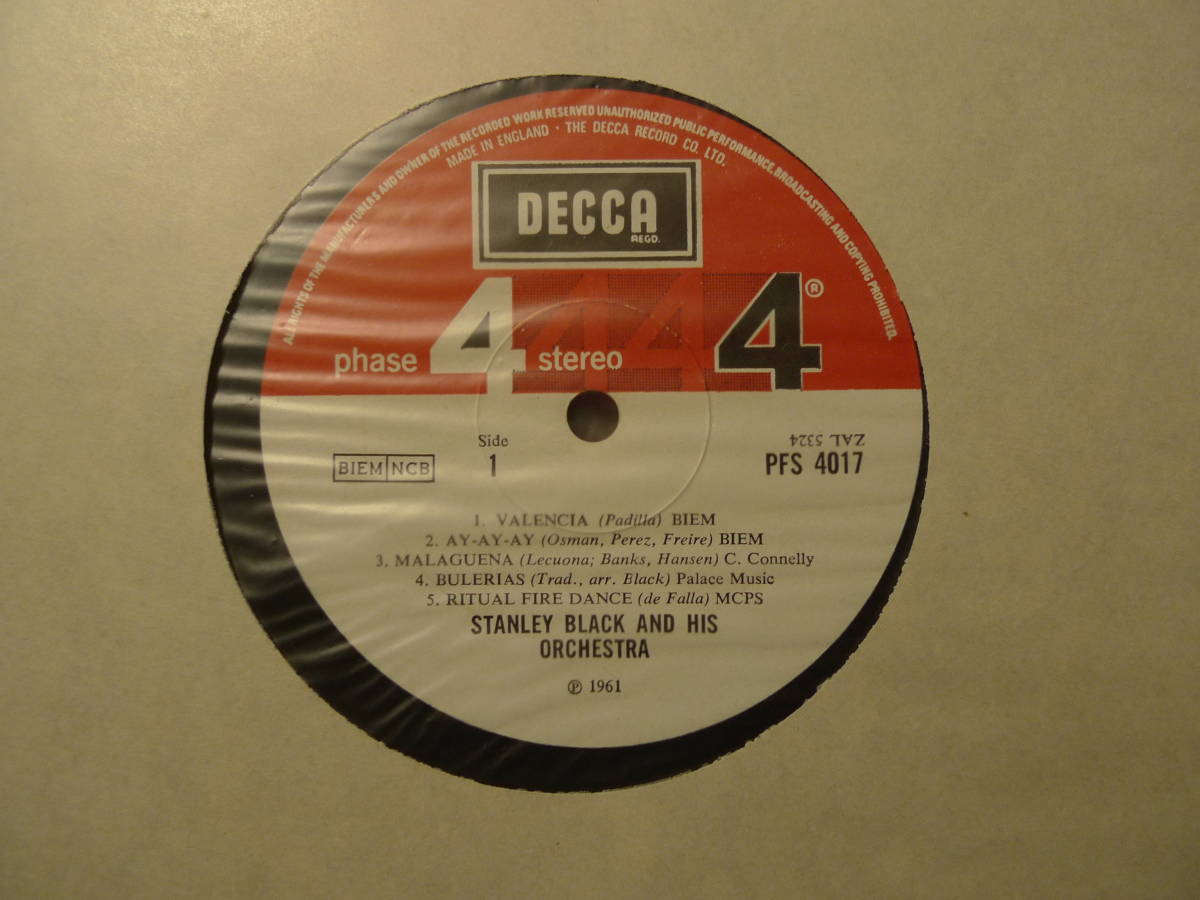 ALL RIGHTS OF THE MANUFACTURERS AND OWNER OF THE RECORDED WORK RESERVED UNAUTHORIZED PUBLIC PERFORMANCE, BROADCASTING AND COPYING PROHIBITED.
MADE IN ENGLAND · THE DECCA RECORD CO. LTD.
DECCA
REGD.
phase 4 stereo 4 4 4 ®
Side
1
BIEM NCB
ZAL 5324
PFS 4017
1. VALENCIA (Padilla) BIEM
2. AY-AY-AY (Osman, Perez, Freire) BIEM
3. MALAGUENA (Lecuona; Banks, Hansen) C. Connelly
4. BULERIAS (Trad., arr. Black) Palace Music
5. RITUAL FIRE DANCE (de Falla) MCPS
STANLEY BLACK AND HIS
ORCHESTRA
℗ 1961